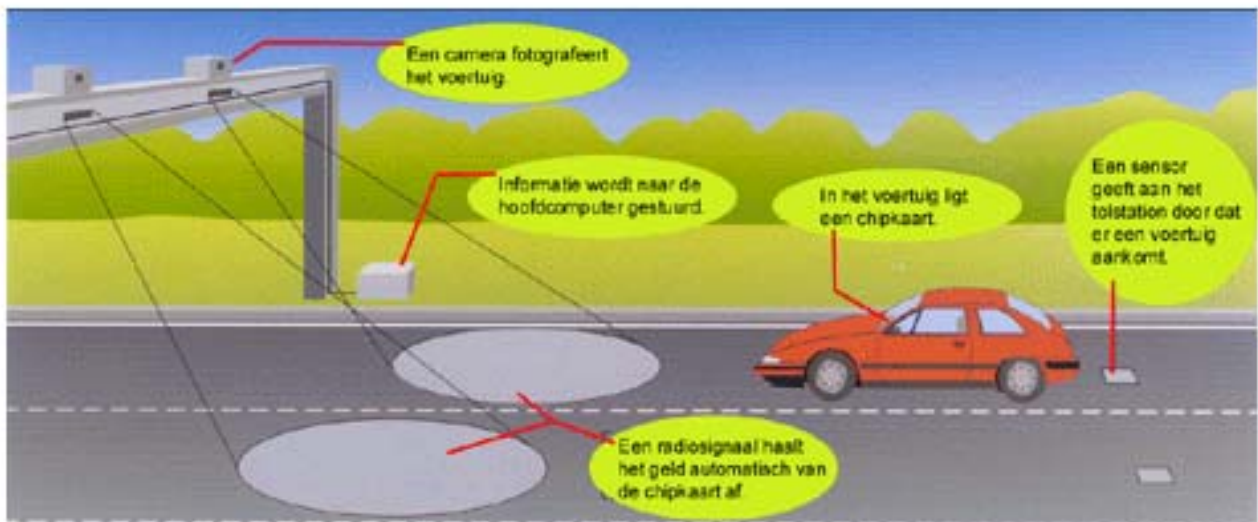 Een camera fotografeert
het voertuig.
Informatie wordt naar de
hoofdcomputer gestuurd.
In het voertuig ligt
een chipkaart.
Een sensor
geeft aan het
tolstation door dat
er een voertuig
aankomt.
Een radiosignaal haalt
het geld automatisch van
de chipkaart af.